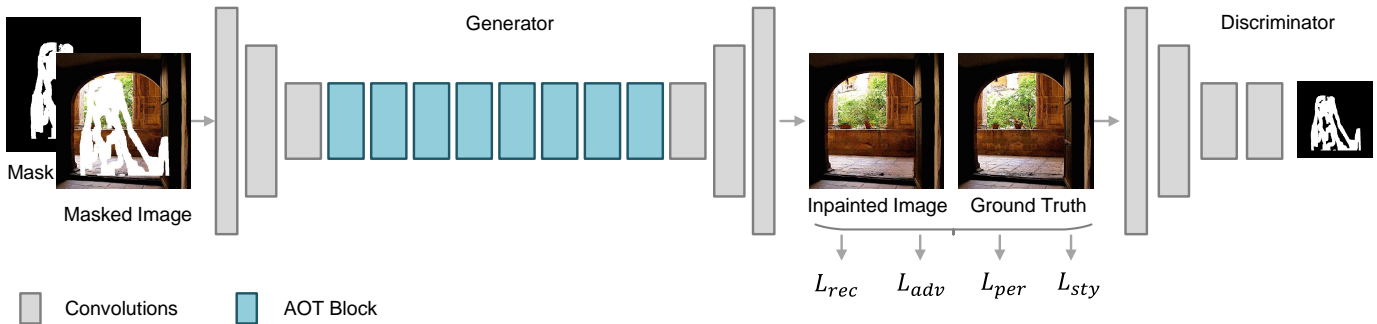 Generator
Discriminator
Mask
Masked Image
Inpainted Image
Ground Truth
L_rec
L_adv
L_per
L_sty
Convolutions
AOT Block